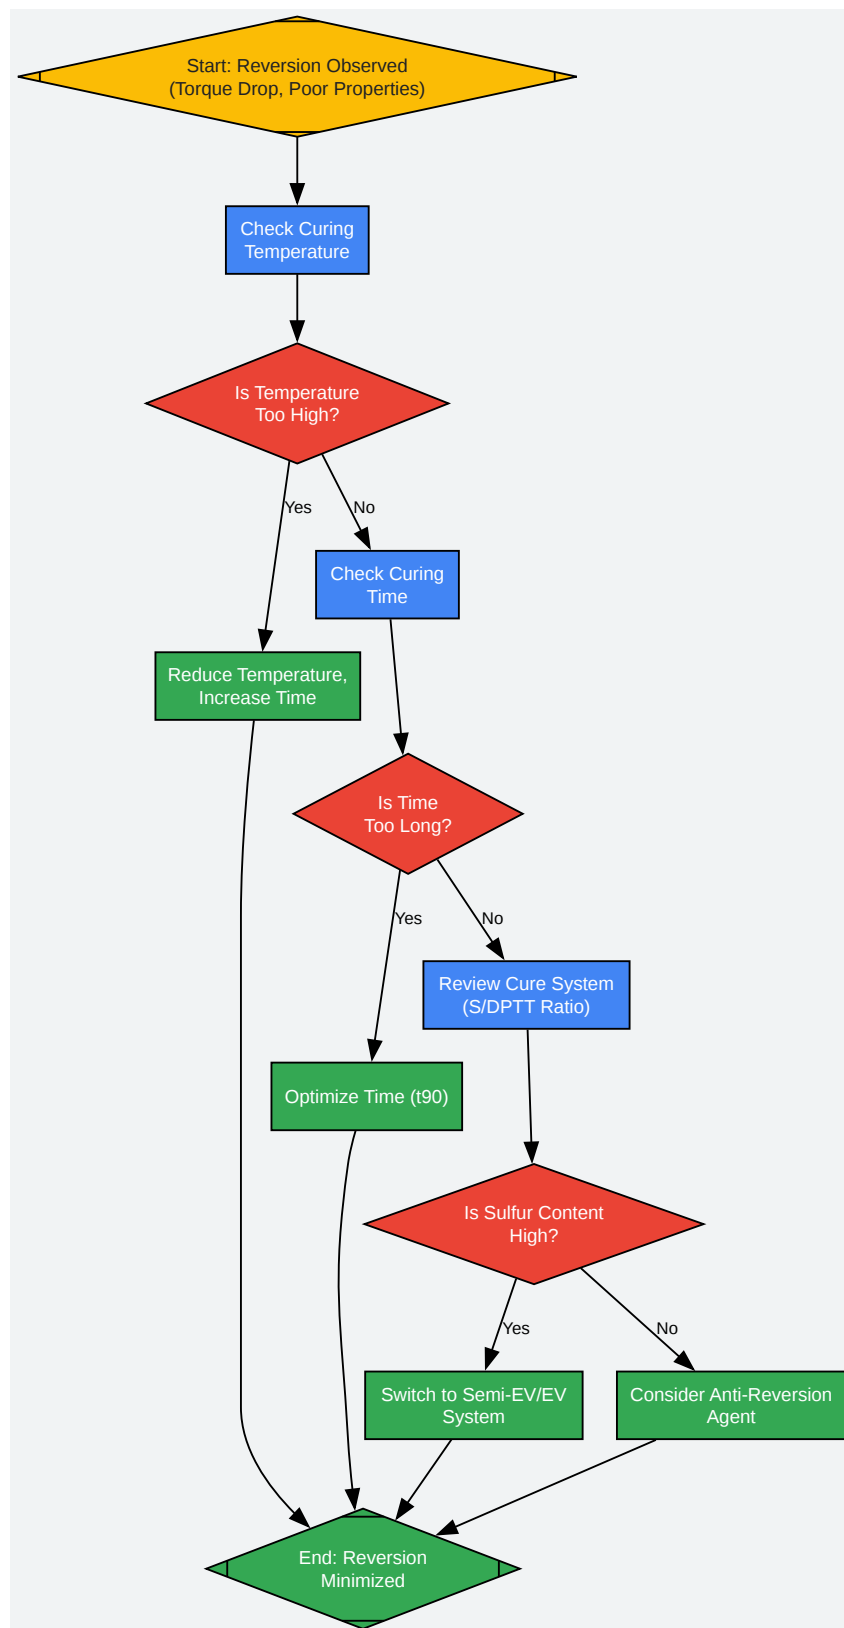 Start: Reversion Observed
(Torque Drop, Poor Properties)
Check Curing
Temperature
Is Temperature
Too High?
Yes
No
Check Curing
Time
Reduce Temperature,
Increase Time
Is Time
Too Long?
Yes
No
Review Cure System
(S/DPTT Ratio)
Optimize Time (t90)
Is Sulfur Content
High?
Yes
No
Switch to Semi-EV/EV
System
Consider Anti-Reversion
Agent
End: Reversion
Minimized